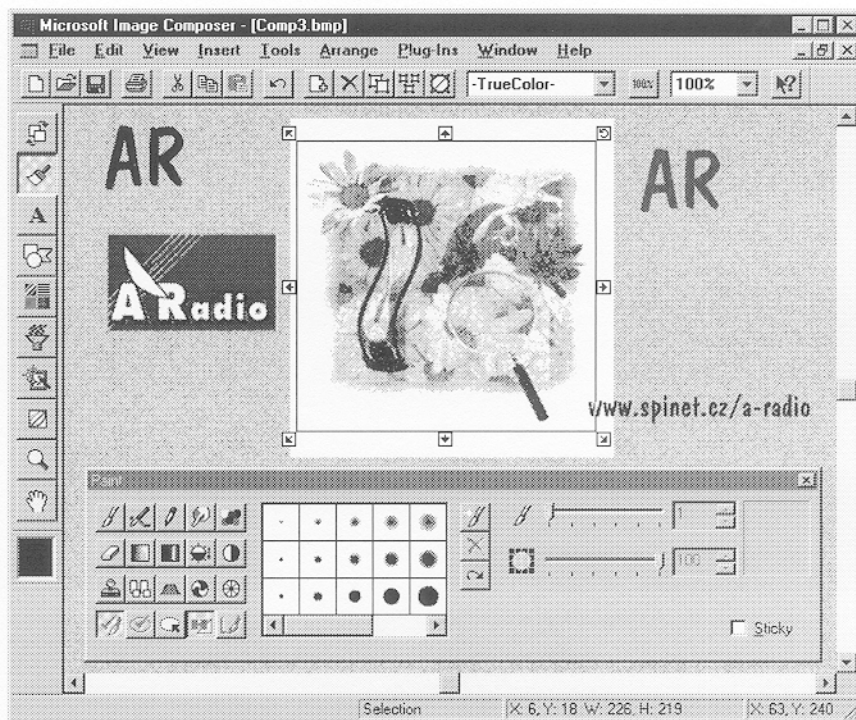 Microsoft Image Composer - [Comp3.bmp]
File Edit View Insert Tools Arrange Plug-Ins Window Help
-TrueColor- 100% 100%
A
AR
AR
A Radio
www.spinet.cz/a-radio
Paint
1
100
Sticky
Selection X: 6, Y: 18 W: 226, H: 219 X: 63, Y: 240